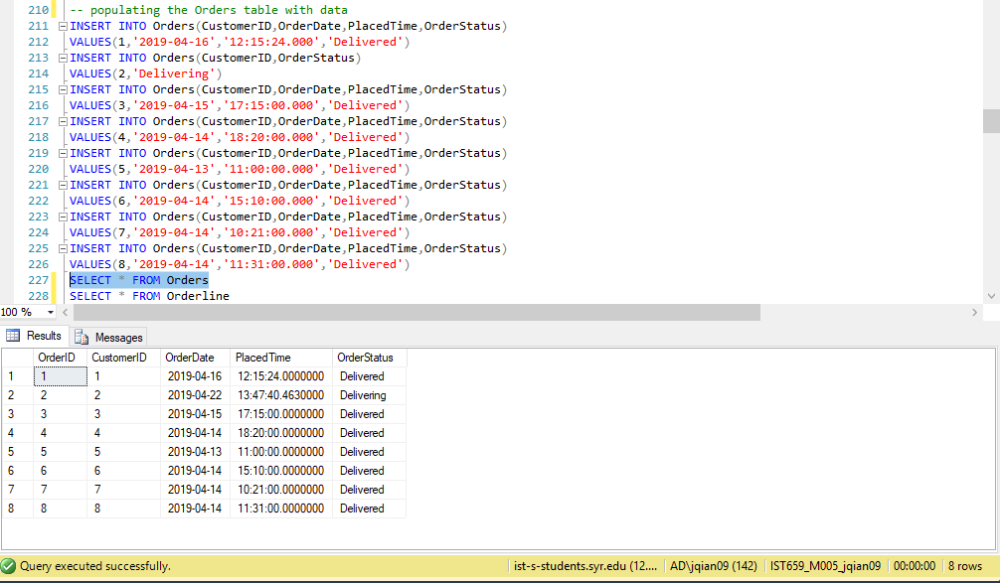 210 -- populating the Orders table with data
211 INSERT INTO Orders(CustomerID,OrderDate,PlacedTime,OrderStatus)
212 VALUES(1,'2019-04-16','12:15:24.000','Delivered')
213 INSERT INTO Orders(CustomerID,OrderStatus)
214 VALUES(2,'Delivering')
215 INSERT INTO Orders(CustomerID,OrderDate,PlacedTime,OrderStatus)
216 VALUES(3,'2019-04-15','17:15:00.000','Delivered')
217 INSERT INTO Orders(CustomerID,OrderDate,PlacedTime,OrderStatus)
218 VALUES(4,'2019-04-14','18:20:00.000','Delivered')
219 INSERT INTO Orders(CustomerID,OrderDate,PlacedTime,OrderStatus)
220 VALUES(5,'2019-04-13','11:00:00.000','Delivered')
221 INSERT INTO Orders(CustomerID,OrderDate,PlacedTime,OrderStatus)
222 VALUES(6,'2019-04-14','15:10:00.000','Delivered')
223 INSERT INTO Orders(CustomerID,OrderDate,PlacedTime,OrderStatus)
224 VALUES(7,'2019-04-14','10:21:00.000','Delivered')
225 INSERT INTO Orders(CustomerID,OrderDate,PlacedTime,OrderStatus)
226 VALUES(8,'2019-04-14','11:31:00.000','Delivered')
227 SELECT * FROM Orders
228 SELECT * FROM Orderline
100 %
Results Messages
OrderID CustomerID OrderDate PlacedTime OrderStatus
1 1 1 2019-04-16 12:15:24.0000000 Delivered
2 2 2 2019-04-22 13:47:40.4630000 Delivering
3 3 3 2019-04-15 17:15:00.0000000 Delivered
4 4 4 2019-04-14 18:20:00.0000000 Delivered
5 5 5 2019-04-13 11:00:00.0000000 Delivered
6 6 6 2019-04-14 15:10:00.0000000 Delivered
7 7 7 2019-04-14 10:21:00.0000000 Delivered
8 8 8 2019-04-14 11:31:00.0000000 Delivered
Query executed successfully. ist-s-students.syr.edu (12.... AD\jqian09 (142) IST659_M005_jqian09 00:00:00 8 rows